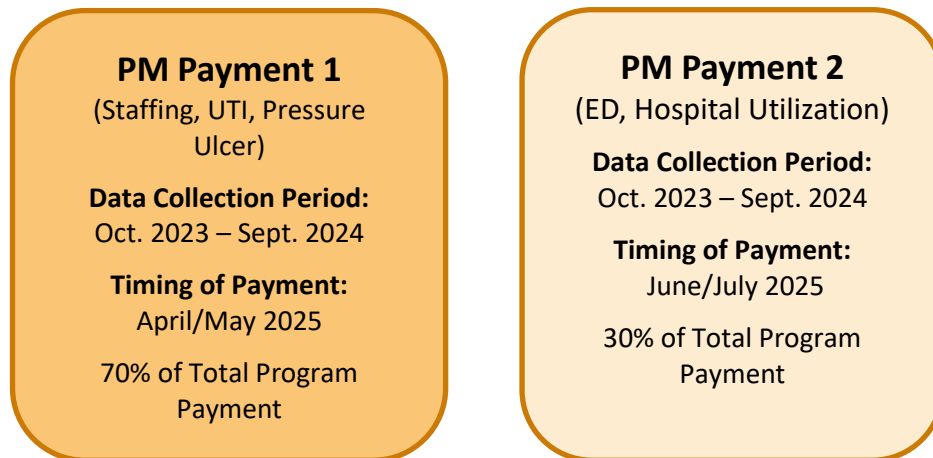 PM Payment 1
(Staffing, UTI, Pressure
Ulcer)
Data Collection Period:
Oct. 2023 – Sept. 2024
Timing of Payment:
April/May 2025
70% of Total Program
Payment
PM Payment 2
(ED, Hospital Utilization)
Data Collection Period:
Oct. 2023 – Sept. 2024
Timing of Payment:
June/July 2025
30% of Total Program
Payment